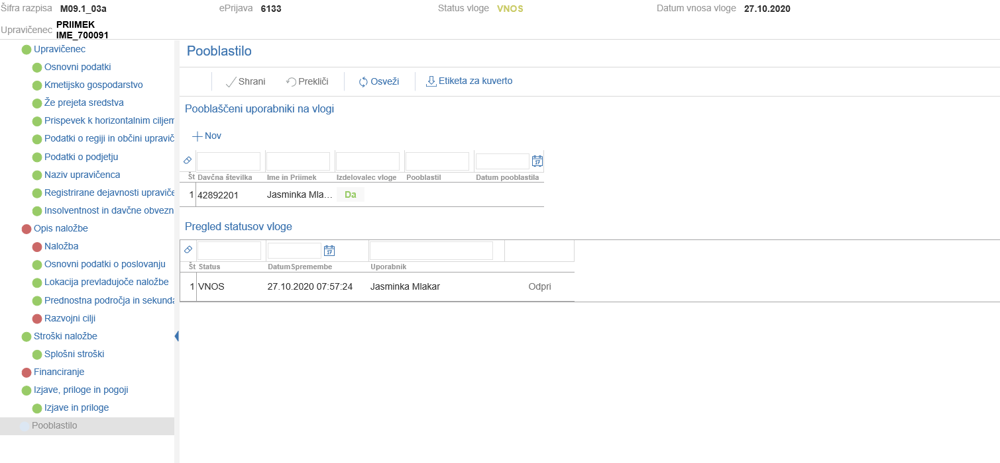 Šifra razpisa M09.1_03a ePrijava 6133 Status vloge VNOS Datum vnosa vloge 27.10.2020
Upravičenec PRIIMEK IME_700091
Upravičenec
Osnovni podatki
Kmetijsko gospodarstvo
Že prejeta sredstva
Prispevek k horizontalnim ciljem
Podatki o regiji in občini upravič
Podatki o podjetju
Naziv upravičenca
Registrirane dejavnosti upraviče
Insolventnost in davčne obvezn
Opis naložbe
Naložba
Osnovni podatki o poslovanju
Lokacija prevladujoče naložbe
Prednostna področja in sekunda
Razvojni cilji
Stroški naložbe
Splošni stroški
Financiranje
Izjave, priloge in pogoji
Izjave in priloge
Pooblastilo
Pooblastilo
Shrani Prekliči Osveži Etiketa za kuverto
Pooblaščeni uporabniki na vlogi
Nov
17
Št Davčna številka Ime in Priimek Izdelovalec vloge Pooblastil Datum pooblastila
1 42892201 Jasminka Mla... Da
Pregled statusov vloge
17
Št Status DatumSpremembe Uporabnik
1 VNOS 27.10.2020 07:57:24 Jasminka Mlakar Odpri